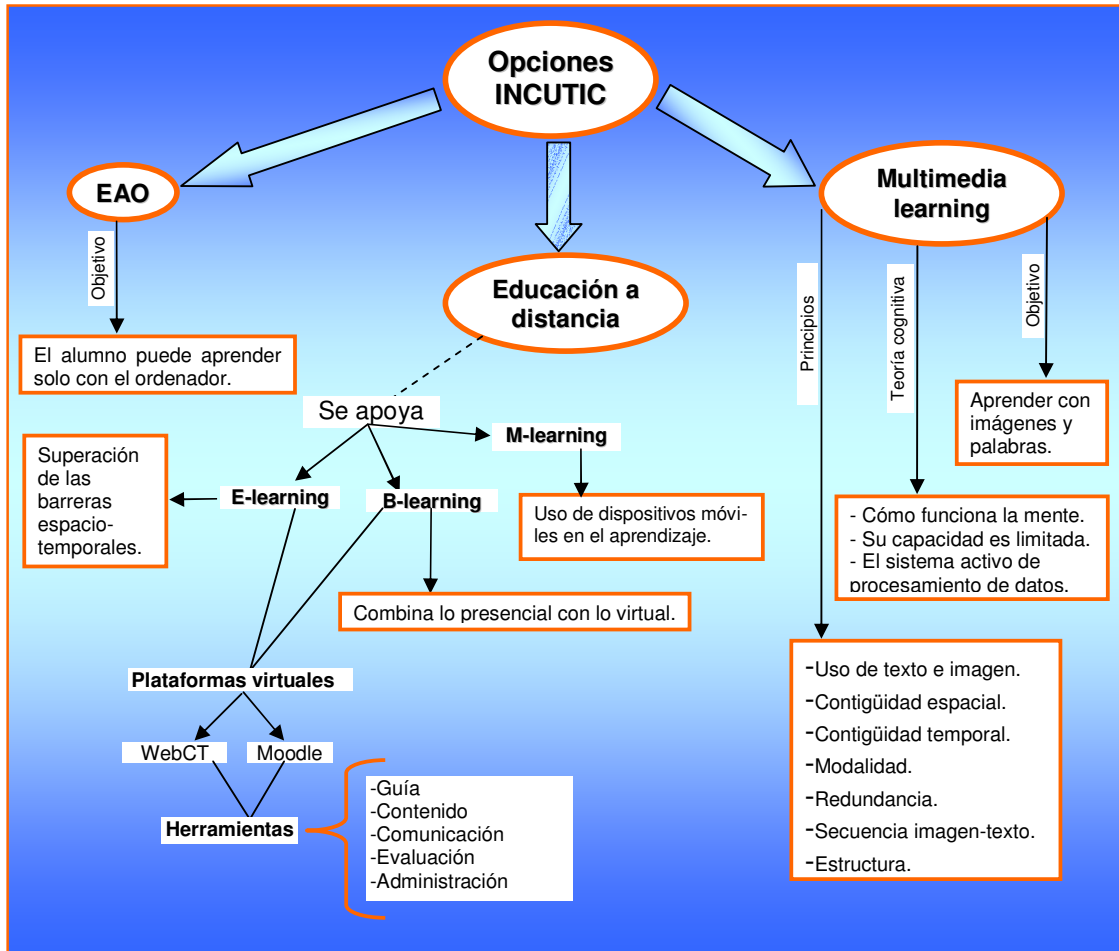 Opciones
INCUTIC
EAO
Objetivo
El alumno puede aprender
solo con el ordenador.
Educación a
distancia
Se apoya
E-learning
Superación
de las
barreras
espacio-
temporales.
B-learning
Combina lo presencial con lo virtual.
M-learning
Uso de dispositivos móvi-
les en el aprendizaje.
Plataformas virtuales
WebCT
Moodle
Herramientas
-Guía
-Contenido
-Comunicación
-Evaluación
-Administración
Multimedia
learning
Principios
-Uso de texto e imagen.
-Contigüidad espacial.
-Contigüidad temporal.
-Modalidad.
-Redundancia.
-Secuencia imagen-texto.
-Estructura.
Teoría cognitiva
- Cómo funciona la mente.
- Su capacidad es limitada.
- El sistema activo de
procesamiento de datos.
Objetivo
Aprender con
imágenes y
palabras.